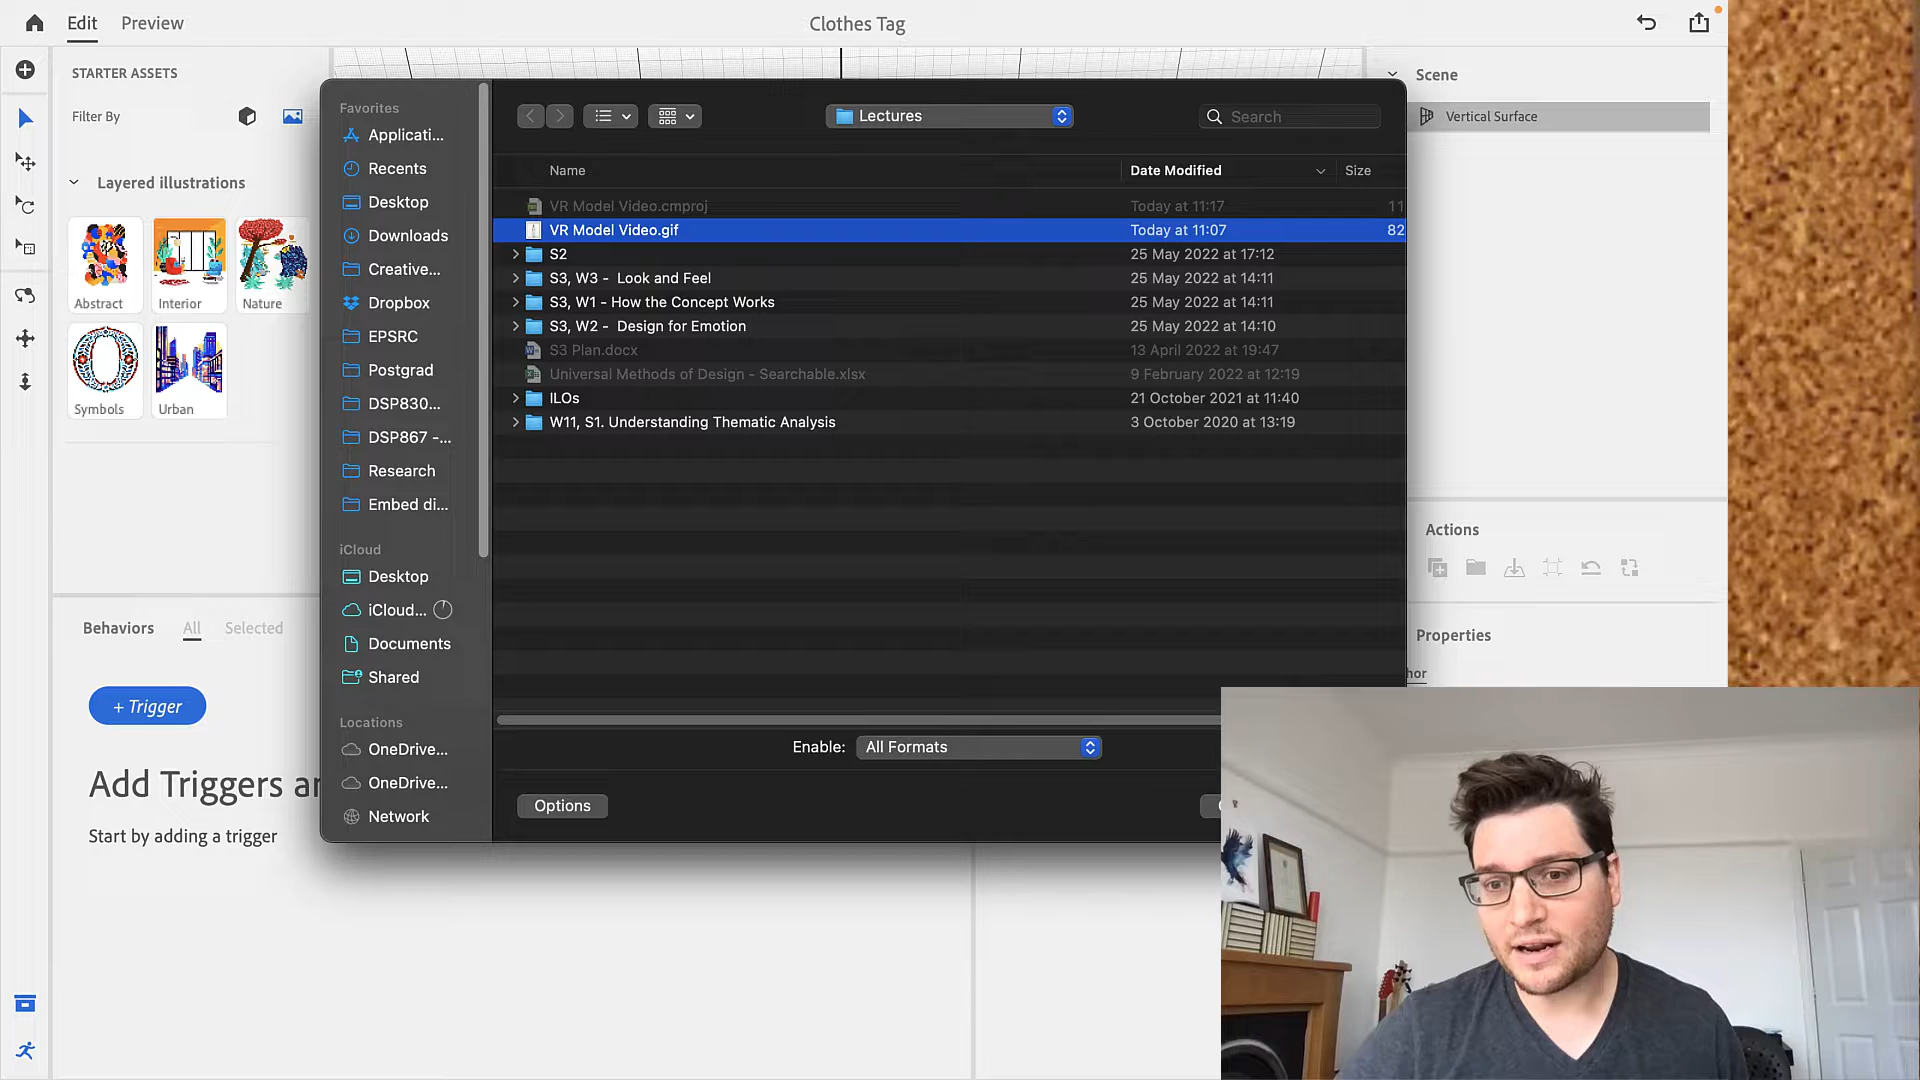 Edit
Preview
Clothes Tag
STARTER ASSETS
Filter By
Layered illustrations
Abstract
Interior
Nature
Symbols
Urban
Behaviors
All
Selected
+ Trigger
Add Triggers an
Start by adding a trigger
Favorites
Applicati...
Recents
Desktop
Downloads
Creative...
Dropbox
EPSRC
Postgrad
DSP830...
DSP867 -...
Research
Embed di...
iCloud
Desktop
iCloud...
Documents
Shared
Locations
OneDrive...
OneDrive...
Network
Lectures
Search
Name
Date Modified
Size
VR Model Video.cmproj
Today at 11:17
11
VR Model Video.gif
Today at 11:07
82
S2
25 May 2022 at 17:12
S3, W3 - Look and Feel
25 May 2022 at 14:11
S3, W1 - How the Concept Works
25 May 2022 at 14:11
S3, W2 - Design for Emotion
25 May 2022 at 14:10
S3 Plan.docx
13 April 2022 at 19:47
Universal Methods of Design - Searchable.xlsx
9 February 2022 at 12:19
ILOs
21 October 2021 at 11:40
W11, S1. Understanding Thematic Analysis
3 October 2020 at 13:19
Enable:
All Formats
Options
Scene
Vertical Surface
Actions
Properties
hor